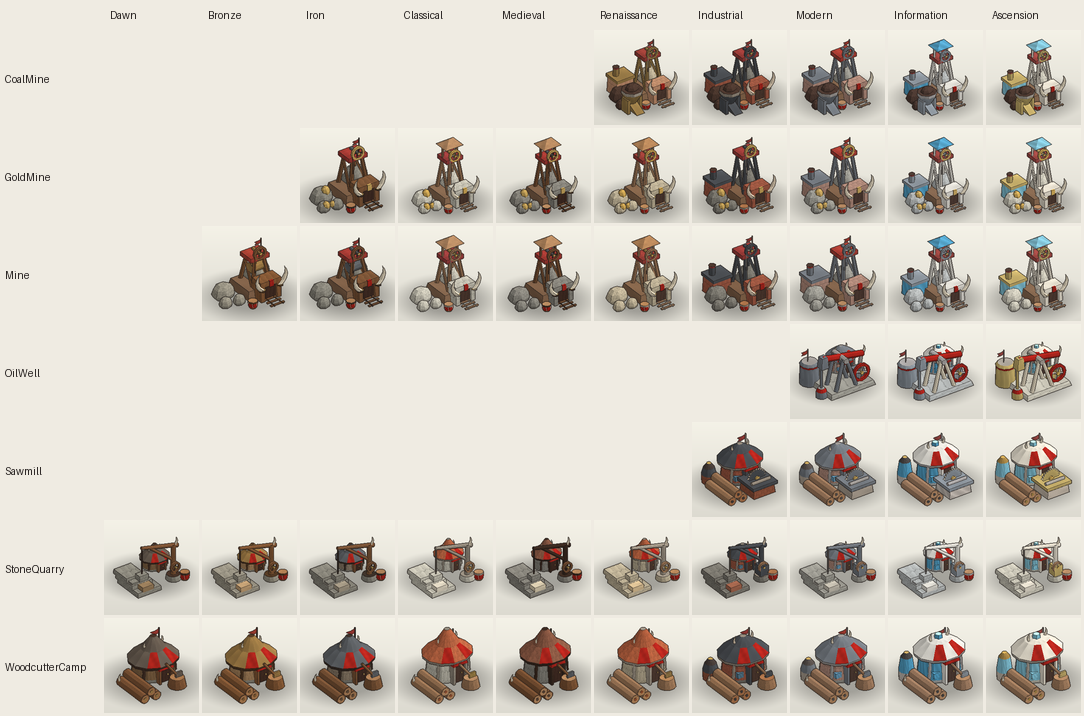 Dawn Bronze Iron Classical Medieval Renaissance Industrial Modern Information Ascension
CoalMine
GoldMine
Mine
OilWell
Sawmill
StoneQuarry
WoodcutterCamp